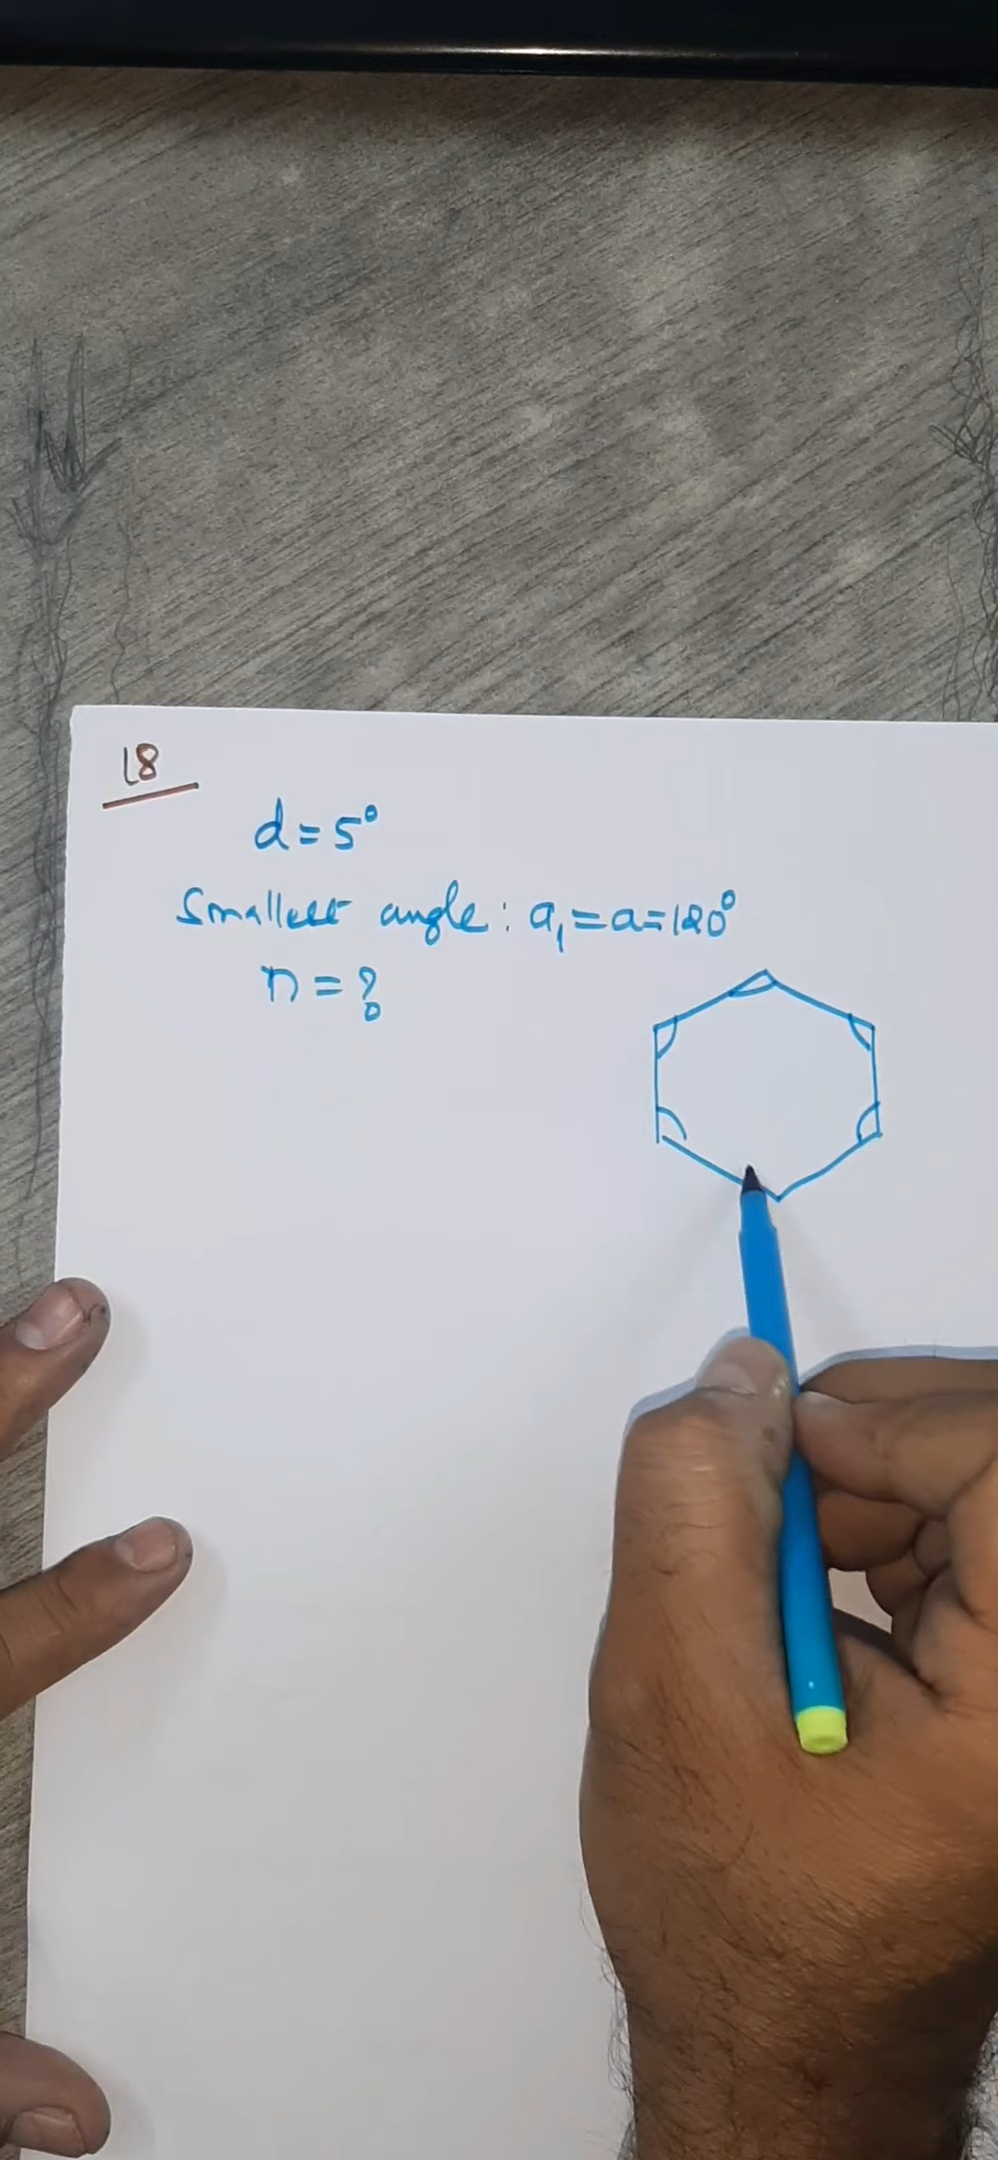 18
d = 5°
Smallest angle : a₁ = a = 120°
n = ?